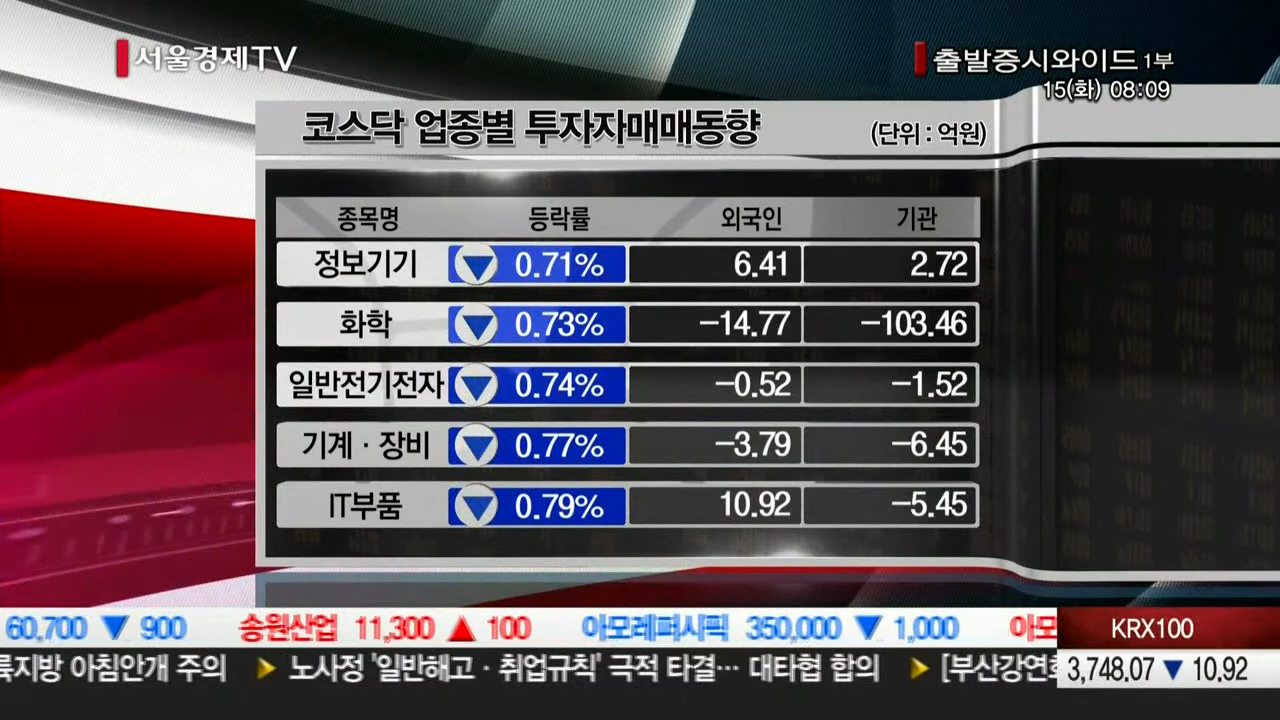 서울경제TV
출발증시와이드 1부
15(화) 08:09
코스닥 업종별 투자자매매동향 (단위 : 억원)
종목명 등락률 외국인 기관
정보기기 ▼ 0.71% 6.41 2.72
화학 ▼ 0.73% -14.77 -103.46
일반전기전자 ▼ 0.74% -0.52 -1.52
기계 · 장비 ▼ 0.77% -3.79 -6.45
IT부품 ▼ 0.79% 10.92 -5.45
60,700 ▼ 900 송원산업 11,300 ▲ 100 아모레퍼시픽 350,000 ▼ 1,000 아모
KRX100
지방 아침안개 주의 ▶ 노사정 '일반해고 · 취업규칙' 극적 타결… 대타협 합의 ▶ [부산강연회
3,748.07 ▼ 10.92